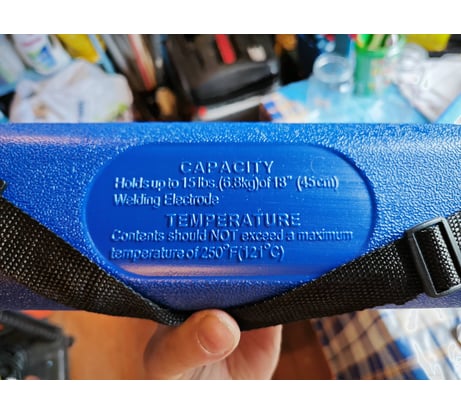 CAPACITY
Holds up to 15 lbs.(6.8kg)of 18" (45cm)
Welding Electrode
TEMPERATURE
Contents should NOT exceed a maximum
temperature of 250°F(121°C)